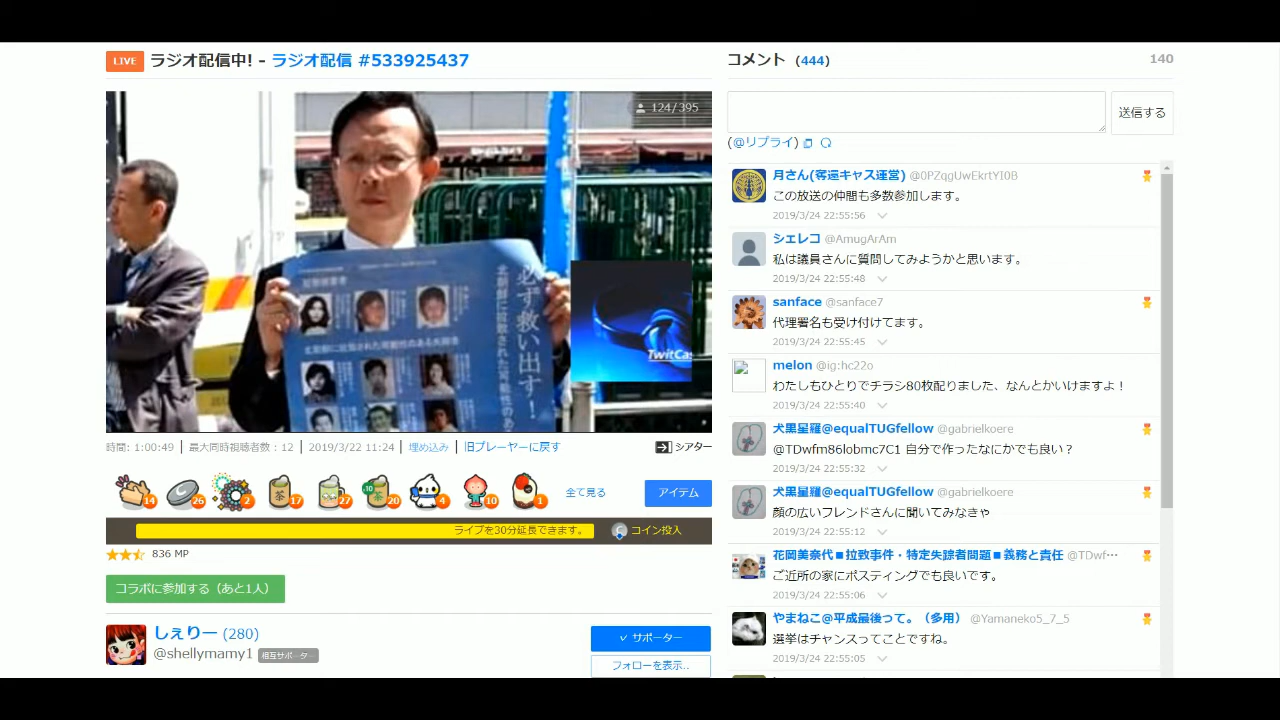 LIVE ラジオ配信中! - ラジオ配信 #533925437
124/395
必ず救い出す！
TwitCas
時間: 1:00:49 | 最大同時視聴者数 : 12 | 2019/3/22 11:24 | 埋め込み | 旧プレーヤーに戻す
シアター
14 26 2 17 27 20 4 10 1
全て見る
アイテム
ライブを30分延長できます。
コイン投入
836 MP
コラボに参加する（あと1人）
しぇりー (280)
@shellymamy1 相互サポーター
✓ サポーター
フォローを表示..
コメント (444)
140
送信する
(@リプライ)
月さん(奪還キャス運営) @0PZqgUwEkrtYI0B
この放送の仲間も多数参加します。
2019/3/24 22:55:56
シェレコ @AmugArAm
私は議員さんに質問してみようかと思います。
2019/3/24 22:55:48
sanface @sanface7
代理署名も受け付けてます。
2019/3/24 22:55:45
melon @ig:hc22o
わたしもひとりでチラシ80枚配りました、なんとかいけますよ！
2019/3/24 22:55:40
犬黒星羅@equalTUGfellow @gabrielkoere
@TDwfm86lobmc7C1 自分で作ったなにかでも良い？
2019/3/24 22:55:32
犬黒星羅@equalTUGfellow @gabrielkoere
顔の広いフレンドさんに聞いてみなきゃ
2019/3/24 22:55:12
花岡美奈代■拉致事件・特定失踪者問題■義務と責任 @TDwf…
ご近所の家にポスティングでも良いです。
2019/3/24 22:55:06
やまねこ@平成最後って。（多用） @Yamaneko5_7_5
選挙はチャンスってことですね。
2019/3/24 22:55:05